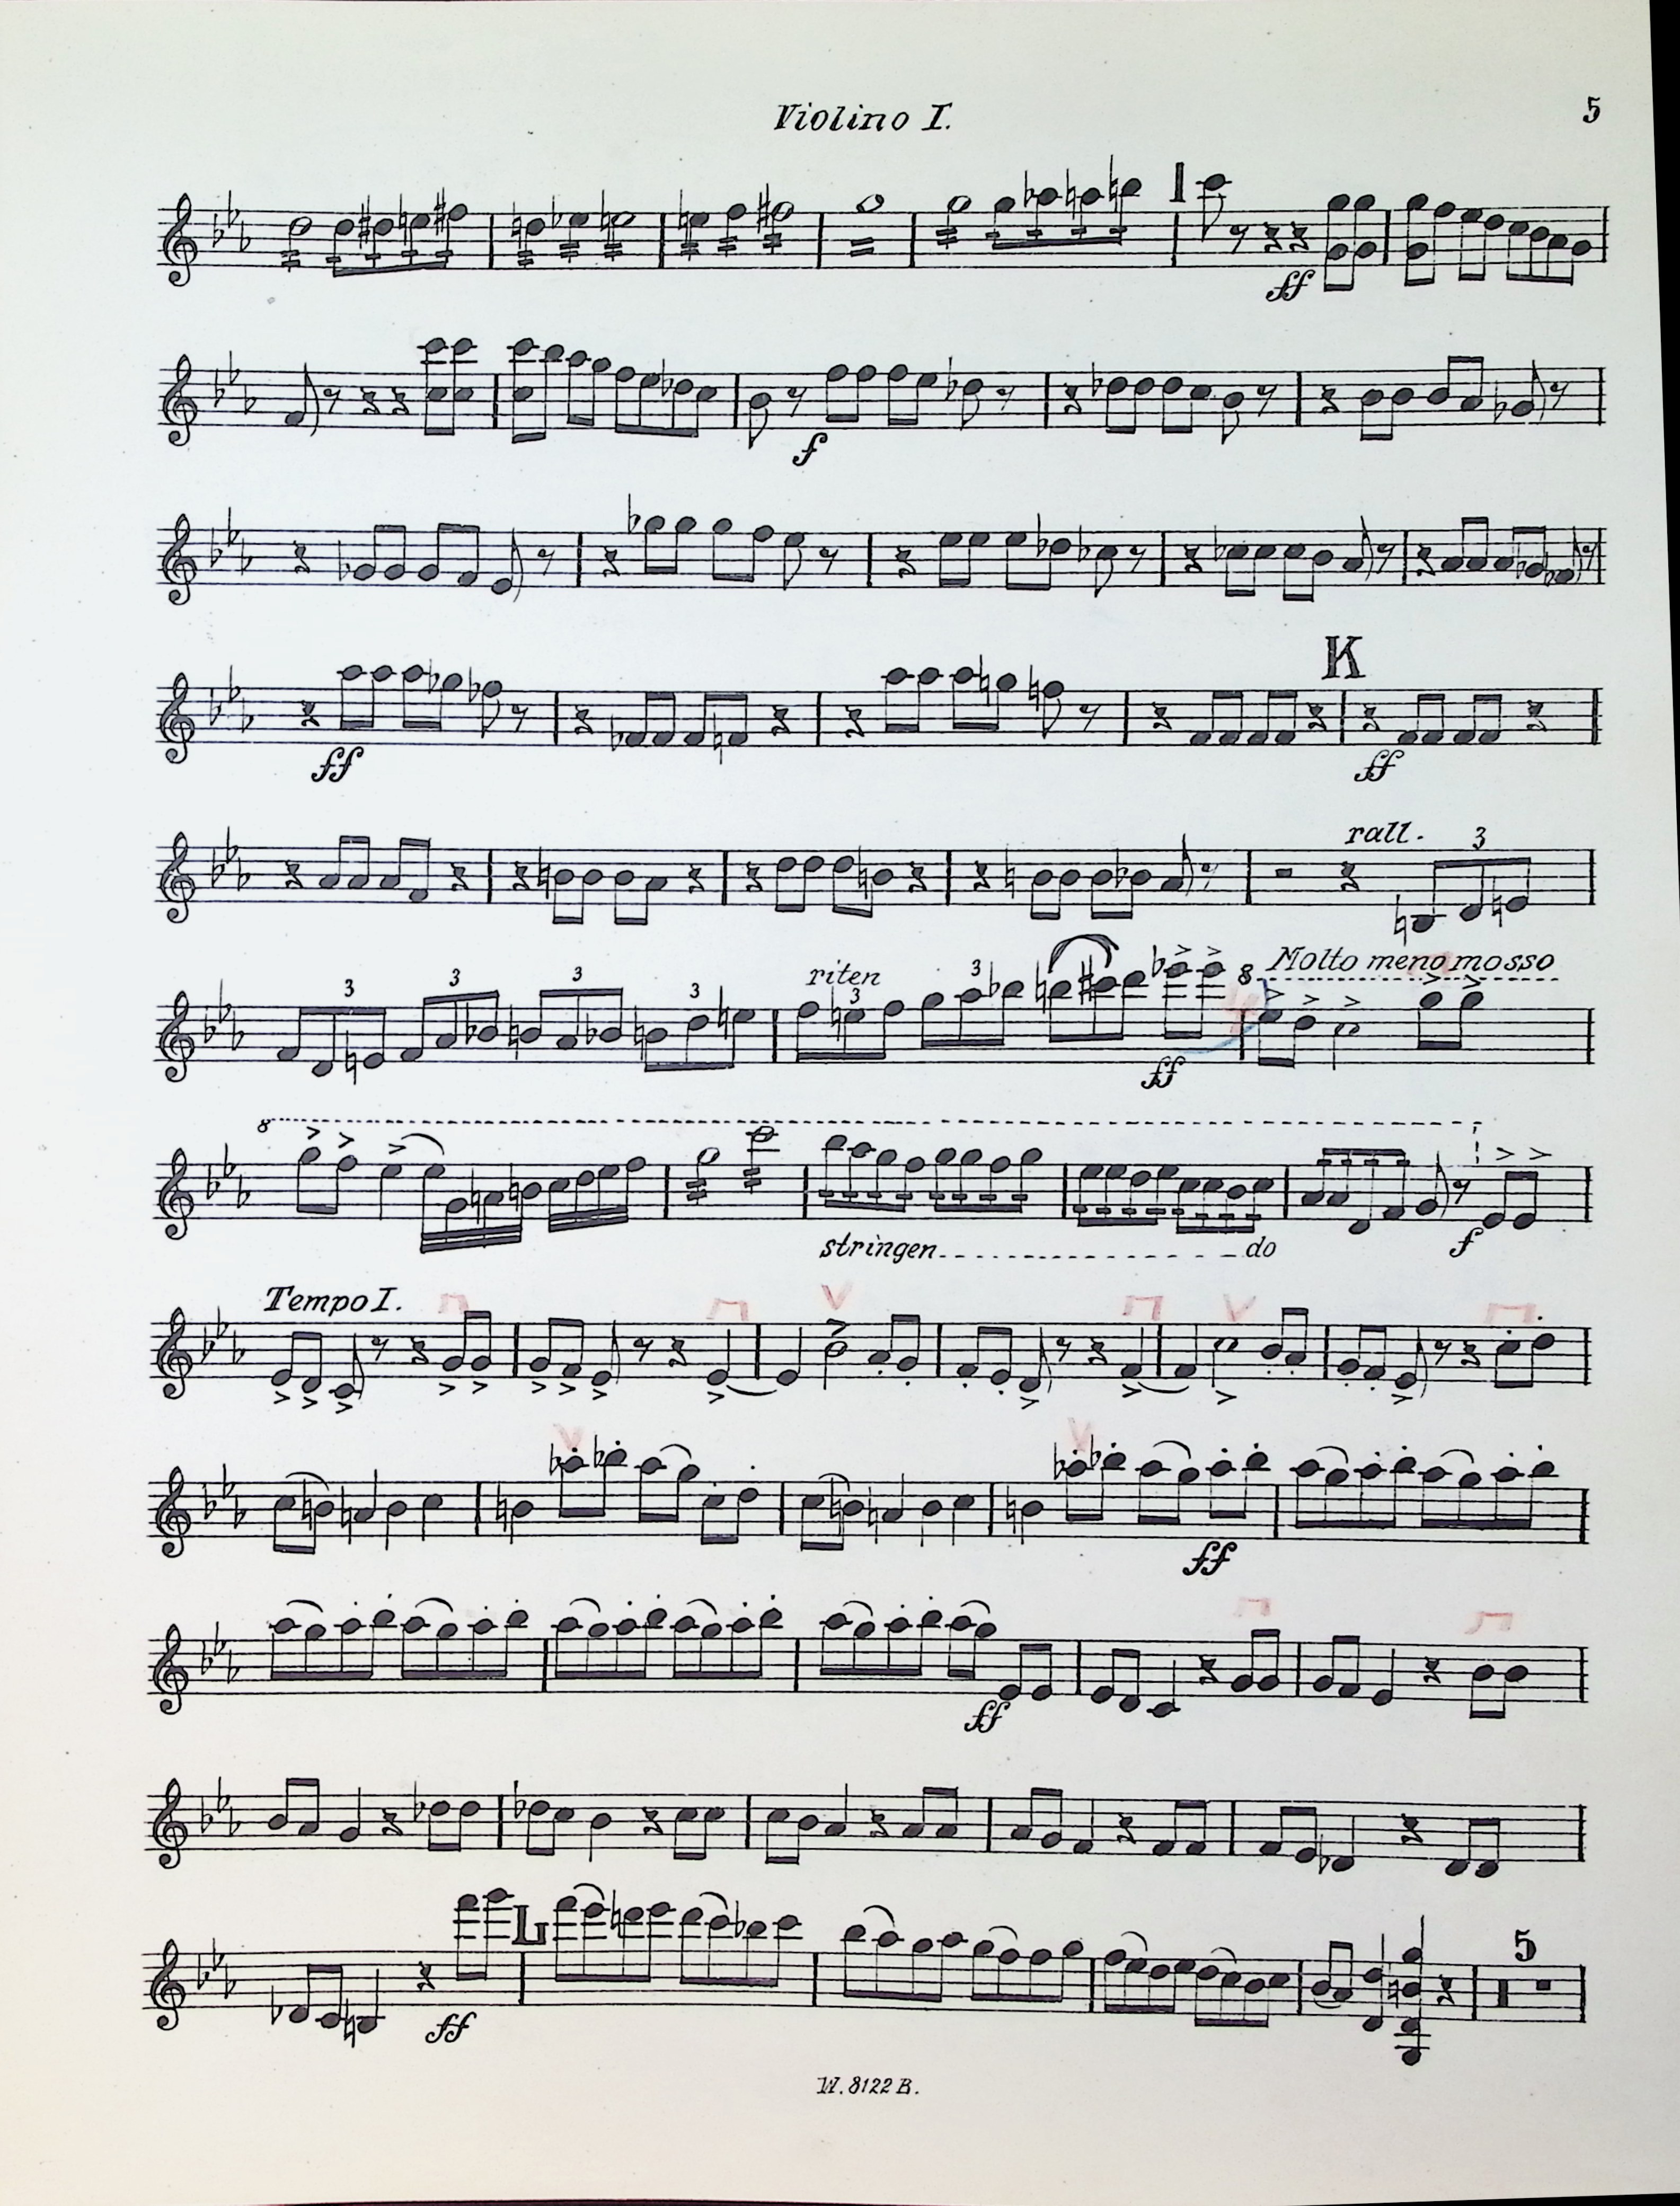 Violino I.
5
I
ff
f
K
ff
ff
rall.
3
3
3
3
3
riten
3
3
8
Molto meno mosso
ff
8
stringen
do
f
Tempo I.
ff
ff
L
5
ff
W. 8122 B.